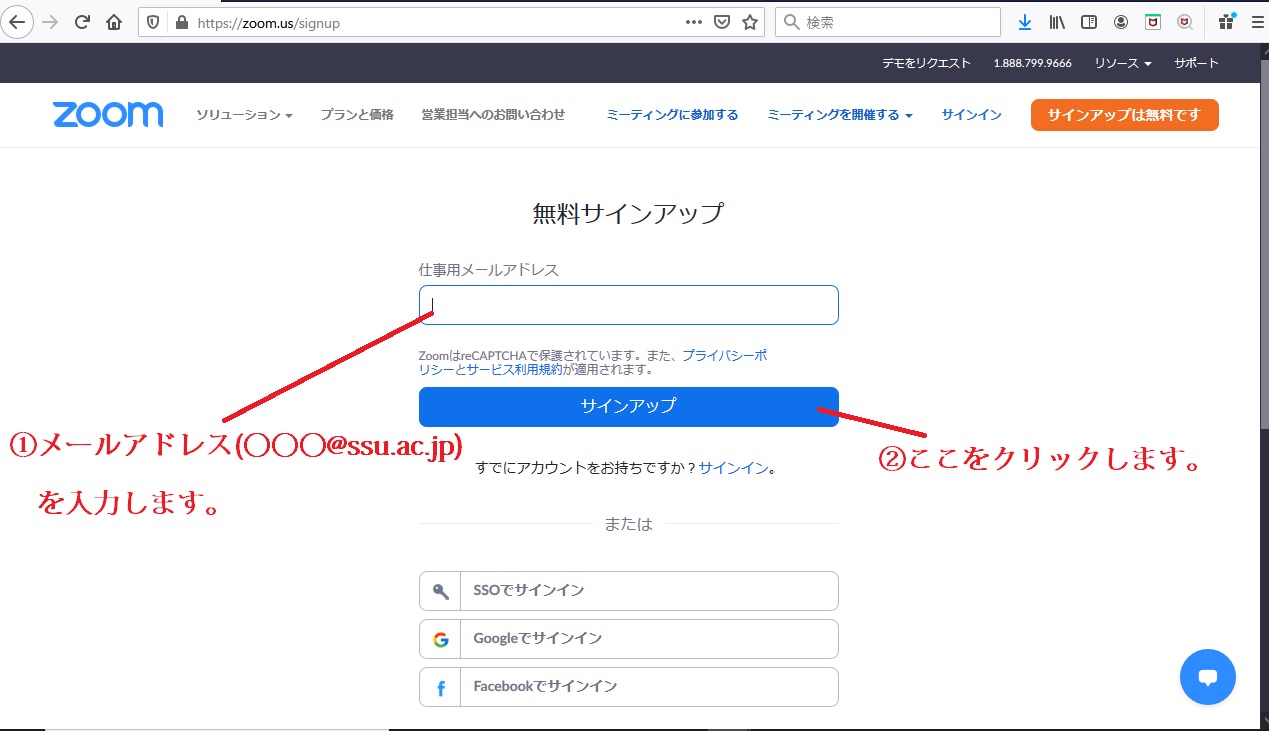 https://zoom.us/signup
検索
デモをリクエスト 1.888.799.9666 リソース サポート
zoom ソリューション プランと価格 営業担当へのお問い合わせ ミーティングに参加する ミーティングを開催する サインイン サインアップは無料です
無料サインアップ
仕事用メールアドレス
ZoomはreCAPTCHAで保護されています。また、プライバシーポ
リシーとサービス利用規約が適用されます。
サインアップ
①メールアドレス(〇〇〇@ssu.ac.jp)
を入力します。
②ここをクリックします。
すでにアカウントをお持ちですか？サインイン。
または
SSOでサインイン
Googleでサインイン
Facebookでサインイン